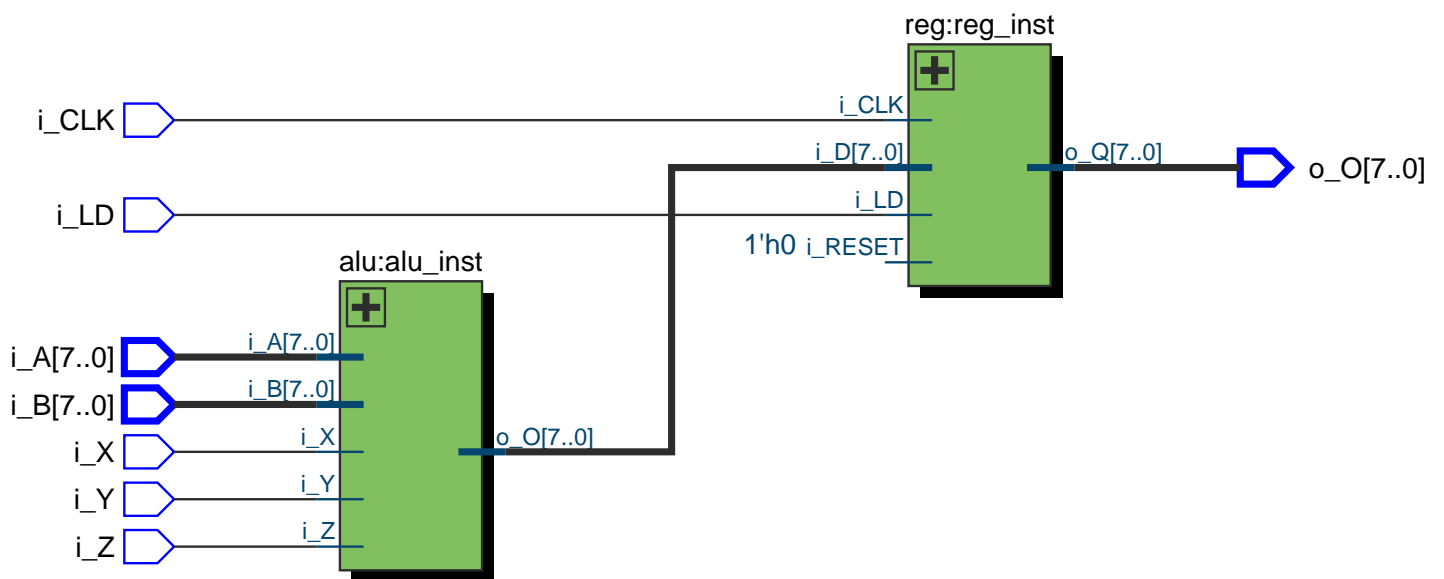 reg:reg_inst
i_CLK
i_CLK
i_D[7..0]
o_Q[7..0]
o_O[7..0]
i_LD
i_LD
1'h0 i_RESET
alu:alu_inst
i_A[7..0]
i_A[7..0]
i_B[7..0]
i_B[7..0]
i_X
i_X
o_O[7..0]
i_Y
i_Y
i_Z
i_Z